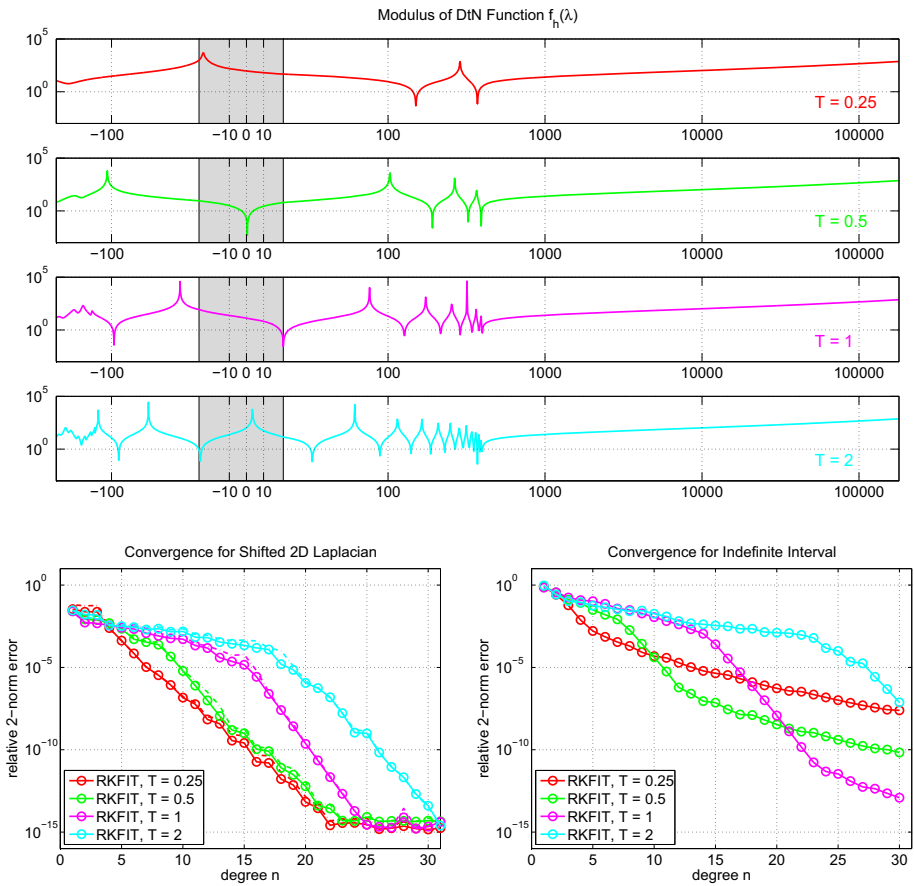 Modulus of DtN Function f_h(λ)
10^5
10^0
T = 0.25
−100 −10 0 10 100 1000 10000 100000
10^5
10^0
T = 0.5
−100 −10 0 10 100 1000 10000 100000
10^5
10^0
T = 1
−100 −10 0 10 100 1000 10000 100000
10^5
10^0
T = 2
−100 −10 0 10 100 1000 10000 100000
Convergence for Shifted 2D Laplacian
relative 2−norm error
10^0
10^−5
10^−10
10^−15
RKFIT, T = 0.25
RKFIT, T = 0.5
RKFIT, T = 1
RKFIT, T = 2
0 5 10 15 20 25 30
degree n
Convergence for Indefinite Interval
relative 2−norm error
10^0
10^−5
10^−10
10^−15
RKFIT, T = 0.25
RKFIT, T = 0.5
RKFIT, T = 1
RKFIT, T = 2
0 5 10 15 20 25 30
degree n